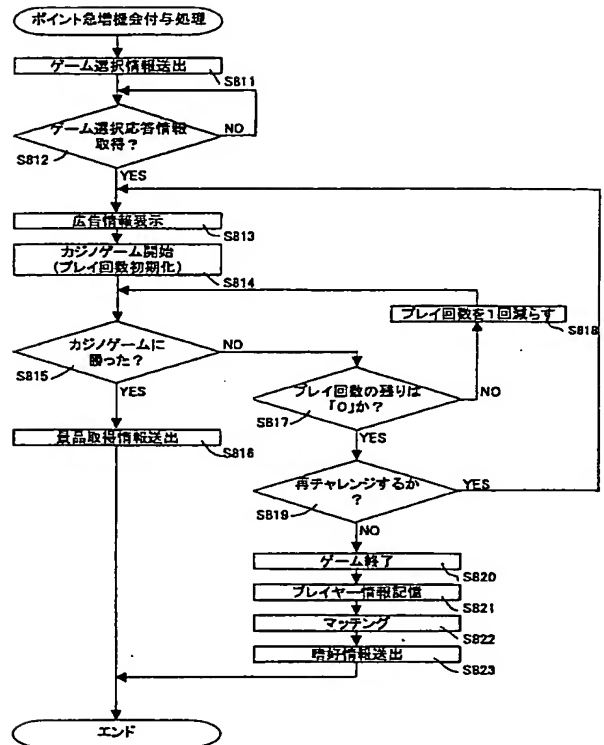 ポイント急増機会付与処理
ゲーム選択情報送出
S811
ゲーム選択応答情報
取得?
NO
S812
YES
広告情報表示
S813
カジノゲーム開始
(プレイ回数初期化)
S814
プレイ回数を1回減らす
S818
カジノゲームに
勝った?
NO
S815
YES
プレイ回数の残りは
「0」か?
NO
S817
YES
景品取得情報送出
S816
再チャレンジするか
?
YES
S819
NO
ゲーム終了
S820
プレイヤー情報記憶
S821
マッチング
S822
嗜好情報送出
S823
エンド